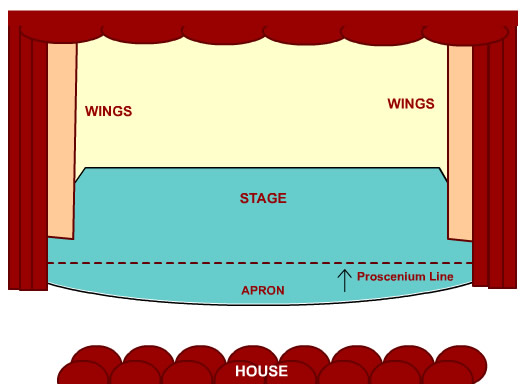 WINGS
WINGS
STAGE
Proscenium Line
APRON
HOUSE